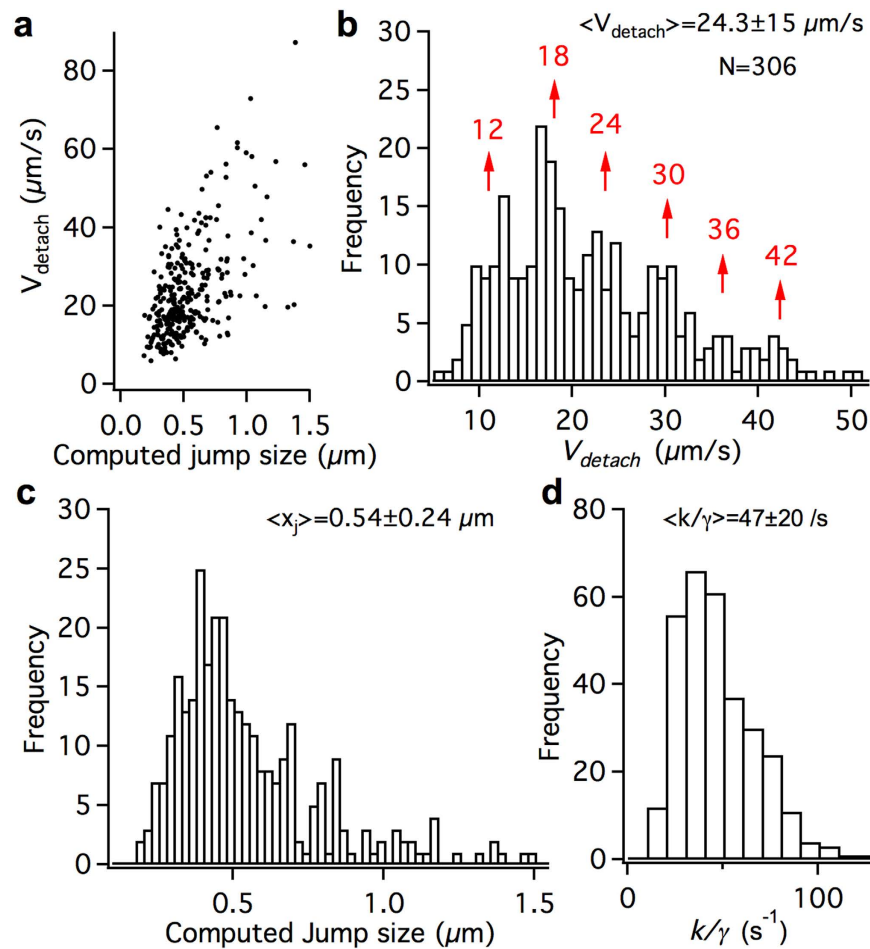 a
80
60
40
20
0
V_detach (µm/s)
0.0 0.5 1.0 1.5
Computed jump size (µm)
b
<V_detach>=24.3±15 µm/s
N=306
30
25
20
15
10
5
0
Frequency
12
18
24
30
36
42
10 20 30 40 50
V_detach (µm/s)
c
<x_j>=0.54±0.24 µm
30
25
20
15
10
5
0
Frequency
0.5 1.0 1.5
Computed Jump size (µm)
d
<k/γ>=47±20 /s
80
60
40
20
0
Frequency
0 100
k/γ (s⁻¹)